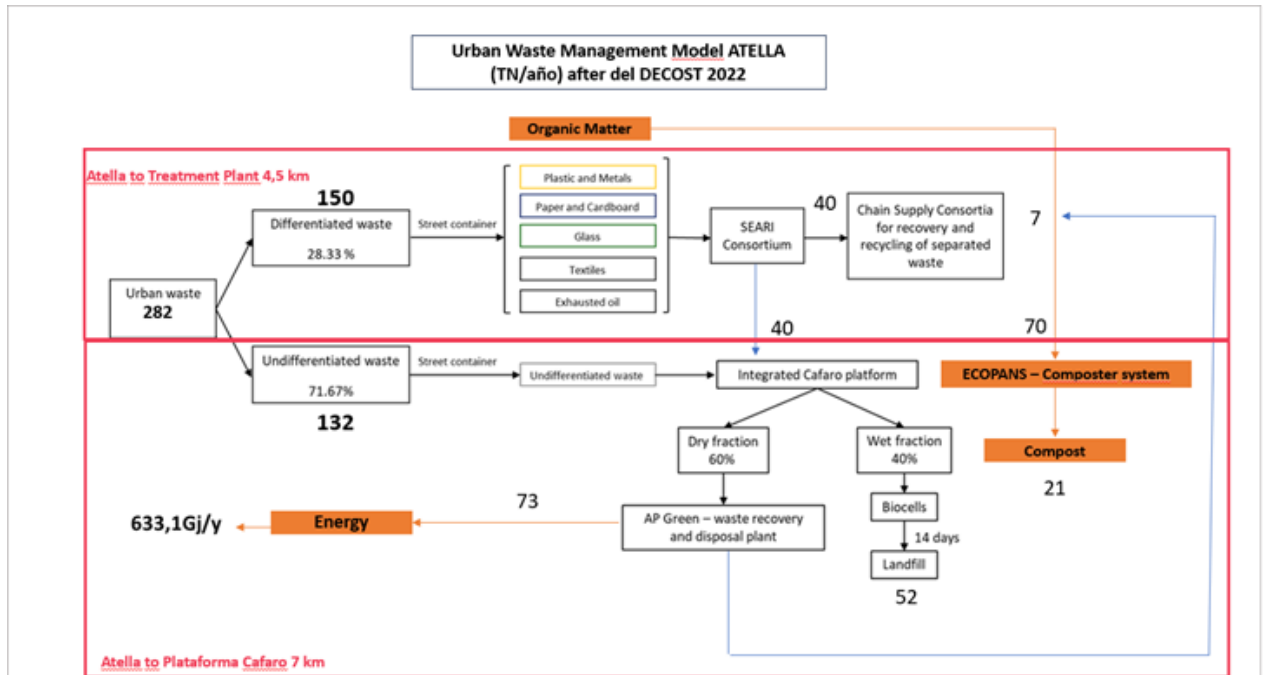 Urban Waste Management Model ATELLA
(TN/año) after del DECOST 2022
Organic Matter
Atella to Treatment Plant 4,5 km
150
Differentiated waste
28.33 %
Street container
Plastic and Metals
Paper and Cardboard
Glass
Textiles
Exhausted oil
SEARI
Consortium
40
Chain Supply Consortia
for recovery and
recycling of separated
waste
7
Urban waste
282
40
70
Undifferentiated waste
71.67%
132
Street container
Undifferentiated waste
Integrated Cafaro platform
ECOPANS – Composter system
Dry fraction
60%
Wet fraction
40%
Compost
21
633,1Gj/y
Energy
73
AP Green – waste recovery
and disposal plant
Biocells
14 days
Landfill
52
Atella to Plataforma Cafaro 7 km